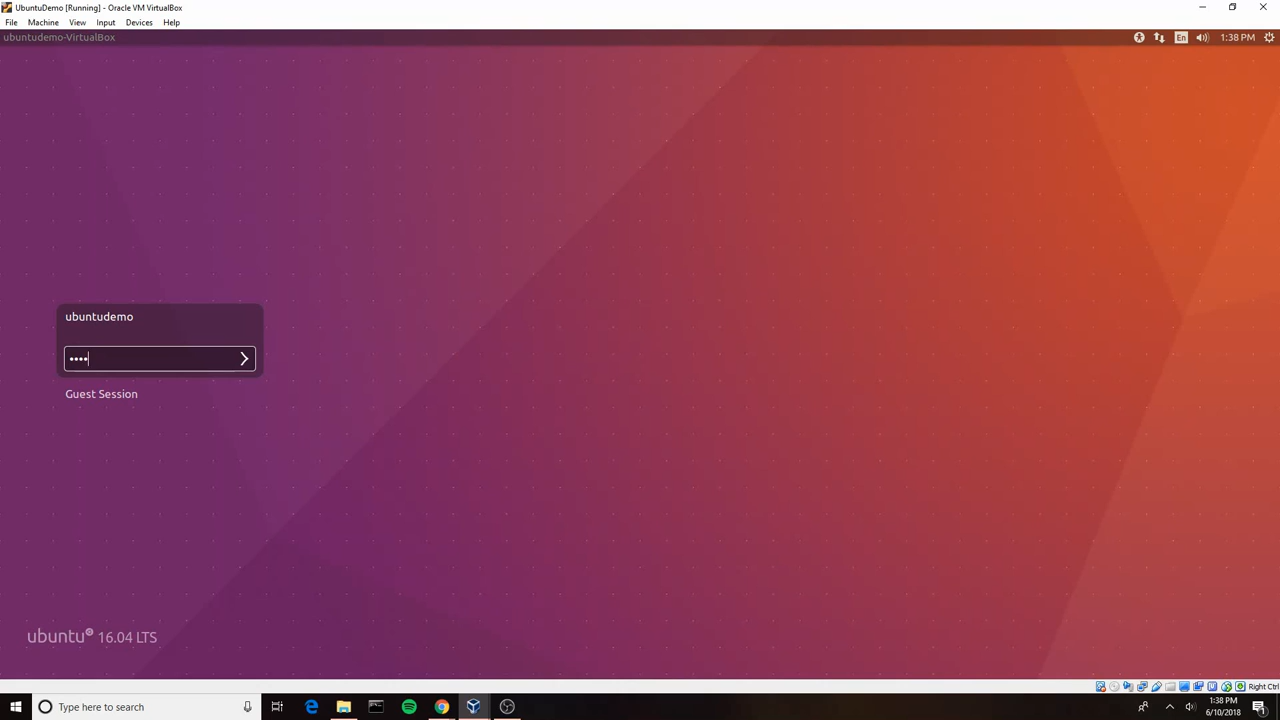 UbuntuDemo [Running] - Oracle VM VirtualBox
File Machine View Input Devices Help
ubuntudemo-VirtualBox
En
1:38 PM
ubuntudemo
••••
Guest Session
ubuntu® 16.04 LTS
Right Ctrl
Type here to search
1:38 PM
6/10/2018
1